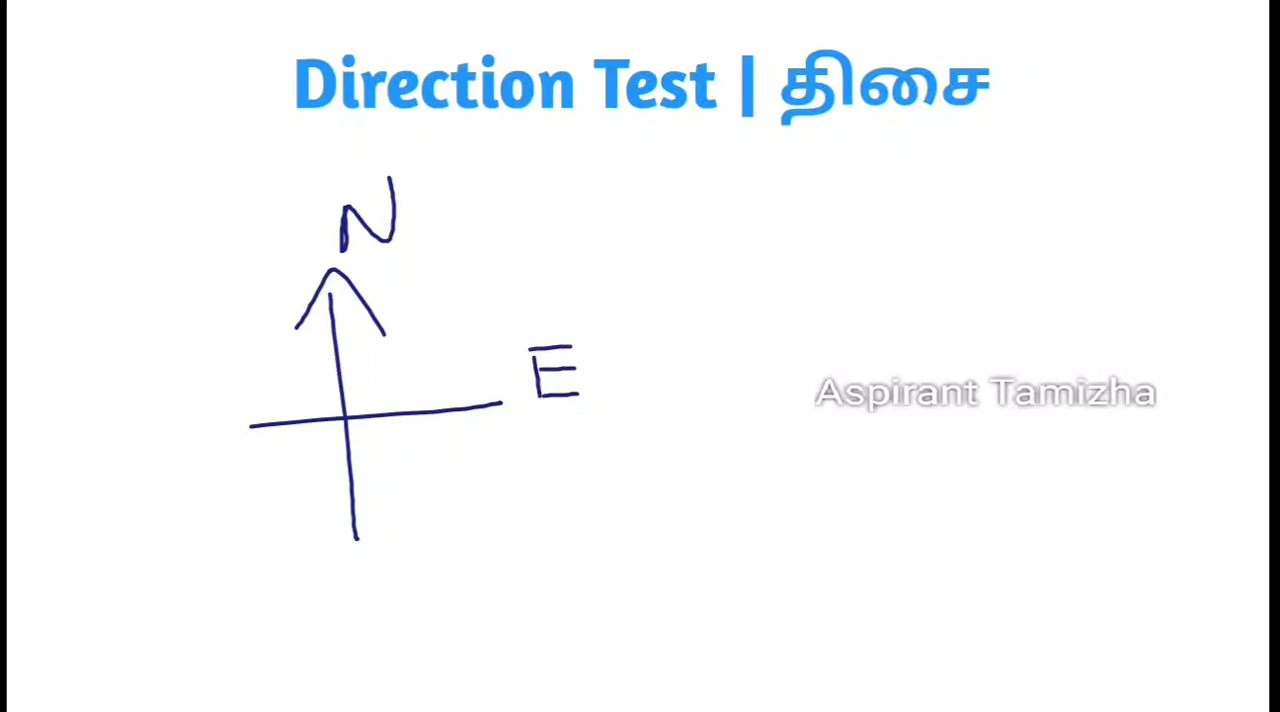 Direction Test | திசை
N
E
Aspirant Tamizha